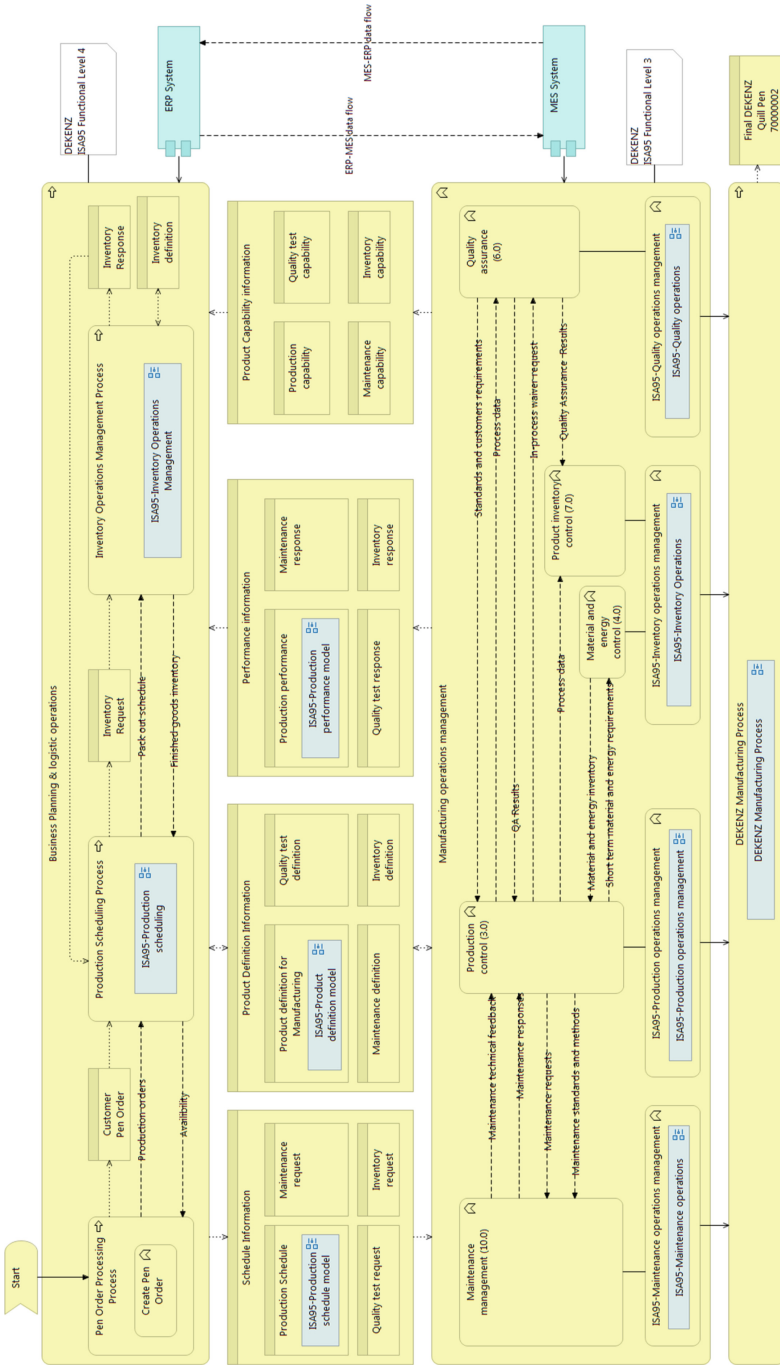 Start
Business Planning & logistic operations
DEKENZ
ISA95 Functional Level 4
Pen Order Processing
Process
Create Pen
Order
Customer
Pen Order
Production orders
Availibility
Production Scheduling Process
ISA95-Production
scheduling
Inventory
Request
Pack out schedule
Finished goods inventory
Inventory Operations Management Process
ISA95-Inventory Operations
Management
Inventory
Response
Inventory
definition
ERP System
ERP-MES data flow
MES-ERP data flow
Schedule Information
Production Schedule
ISA95-Production
schedule model
Maintenance
request
Quality test request
Inventory
request
Product Definition Information
Product definition for
Manufacturing
ISA95-Product
definition model
Quality test
definition
Maintenance definition
Inventory
definition
Performance information
Production performance
ISA95-Production
performance model
Maintenance
response
Quality test response
Inventory
response
Product Capability information
Production
capability
Quality test
capability
Maintenance
capability
Inventory
capability
MES System
Manufacturing operations management
DEKENZ
ISA95 Functional Level 3
Maintenance
management (10.0)
Maintenance technical feedback
Maintenance responses
Maintenance requests
Maintenance standards and methods
Production
control (3.0)
Standards and customers requirements
Process data
QA Results
In-process waiver request
Process data
Quality Assurance Results
Material and energy inventory
Short term material and energy requirements
Material and
energy
control (4.0)
Product inventory
control (7.0)
Quality
assurance
(6.0)
ISA95-Maintenance operations management
ISA95-Maintenance operations
ISA95-Production operations management
ISA95-Production operations management
ISA95-Inventory operations management
ISA95-Inventory Operations
ISA95-Quality operations mangement
ISA95-Quality operations
DEKENZ Manufacturing Process
DEKENZ Manufacturing Process
Final DEKENZ
Quill Pen
70000002